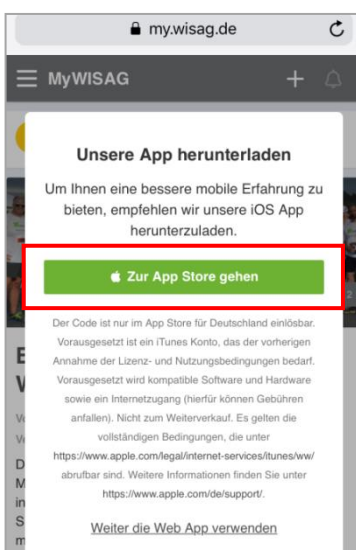 my.wisag.de
MyWISAG
Unsere App herunterladen
Um Ihnen eine bessere mobile Erfahrung zu
bieten, empfehlen wir unsere iOS App
herunterzuladen.
Zur App Store gehen
Der Code ist nur im App Store für Deutschland einlösbar.
Vorausgesetzt ist ein iTunes Konto, das der vorherigen
Annahme der Lizenz- und Nutzungsbedingungen bedarf.
Vorausgesetzt wird kompatible Software und Hardware
sowie ein Internetzugang (hierfür können Gebühren
anfallen). Nicht zum Weiterverkauf. Es gelten die
vollständigen Bedingungen, die unter
https://www.apple.com/legal/internet-services/itunes/ww/
abrufbar sind. Weitere Informationen finden Sie unter
https://www.apple.com/de/support/.
Weiter die Web App verwenden